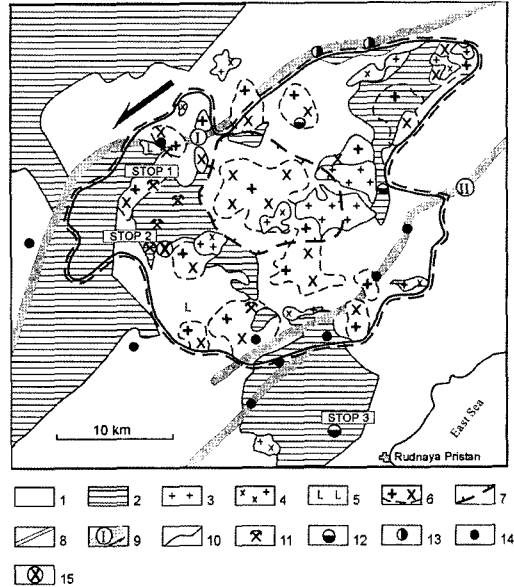 I
STOP 1
II
STOP 2
L
STOP 3
10 km
East Sea
Rudnaya Pristan
1 2 3 4 L L 5 6 7
8 I 9 10 11 12 13 14
15